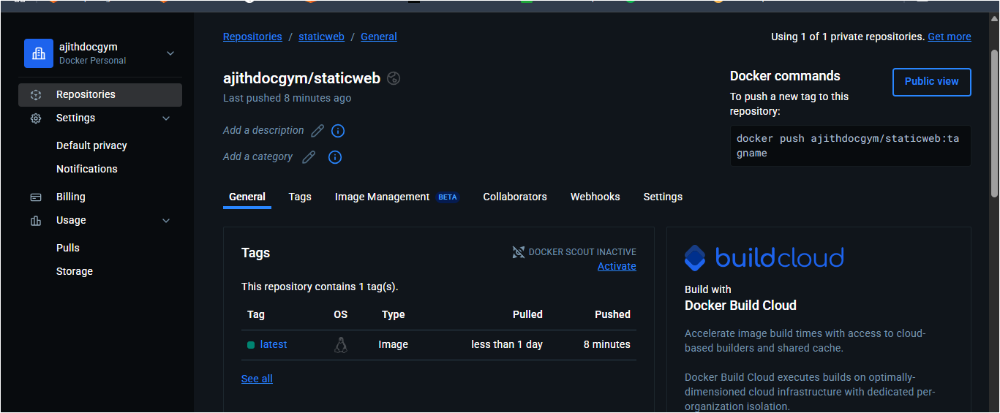 ajithdocgym
Docker Personal
Repositories
Settings
Default privacy
Notifications
Billing
Usage
Pulls
Storage
Repositories / staticweb / General
Using 1 of 1 private repositories. Get more
ajithdocgym/staticweb
Last pushed 8 minutes ago
Add a description
Add a category
Docker commands
Public view
To push a new tag to this
repository:
docker push ajithdocgym/staticweb:ta
gname
General Tags Image Management BETA Collaborators Webhooks Settings
Tags
DOCKER SCOUT INACTIVE
Activate
This repository contains 1 tag(s).
Tag OS Type Pulled Pushed
latest Image less than 1 day 8 minutes
See all
buildcloud
Build with
Docker Build Cloud
Accelerate image build times with access to cloud-
based builders and shared cache.
Docker Build Cloud executes builds on optimally-
dimensioned cloud infrastructure with dedicated per-
organization isolation.